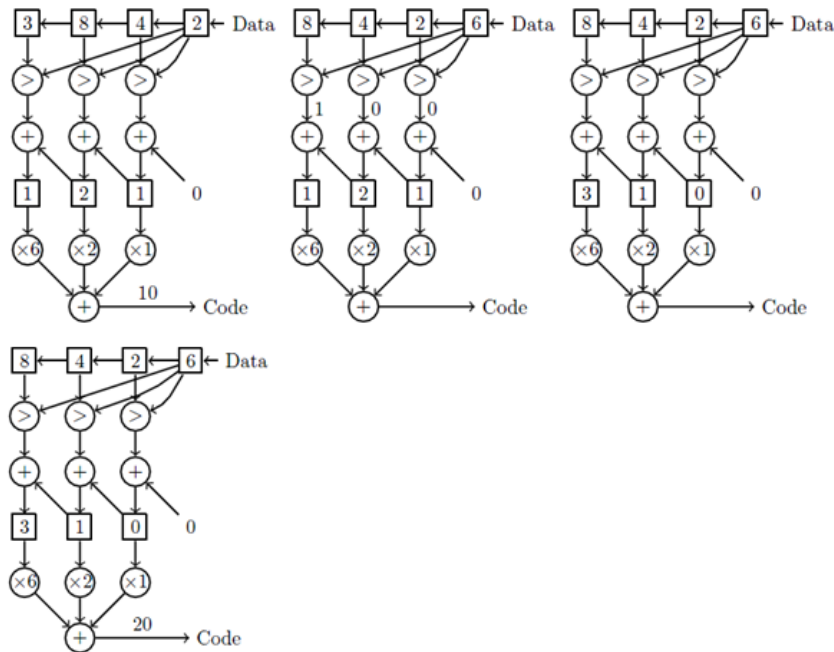 3 8 4 2 Data
> > >
+ + +
1 2 1 0
×6 ×2 ×1
+ 10 Code
8 4 2 6 Data
> > >
1 0 0
+ + +
1 2 1 0
×6 ×2 ×1
+ Code
8 4 2 6 Data
> > >
+ + +
3 1 0 0
×6 ×2 ×1
+ Code
8 4 2 6 Data
> > >
+ + +
3 1 0 0
×6 ×2 ×1
+ 20 Code